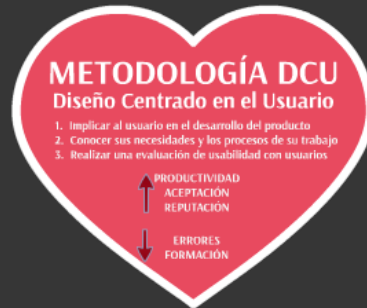 METODOLOGÍA DCU
Diseño Centrado en el Usuario
1. Implicar al usuario en el desarrollo del producto
2. Conocer sus necesidades y los procesos de su trabajo
3. Realizar una evaluación de usabilidad con usuarios
PRODUCTIVIDAD
ACEPTACIÓN
REPUTACIÓN
ERRORES
FORMACIÓN